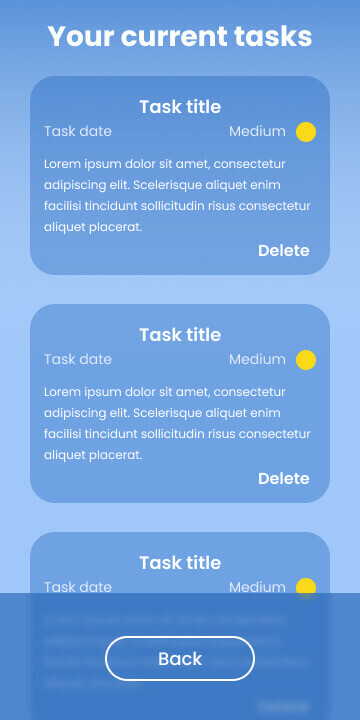 Your current tasks
Task title
Task date Medium
Lorem ipsum dolor sit amet, consectetur
adipiscing elit. Scelerisque aliquet enim
facilisi tincidunt sollicitudin risus consectetur
aliquet placerat.
Delete
Task title
Task date Medium
Lorem ipsum dolor sit amet, consectetur
adipiscing elit. Scelerisque aliquet enim
facilisi tincidunt sollicitudin risus consectetur
aliquet placerat.
Delete
Task title
Task date Medium
Back